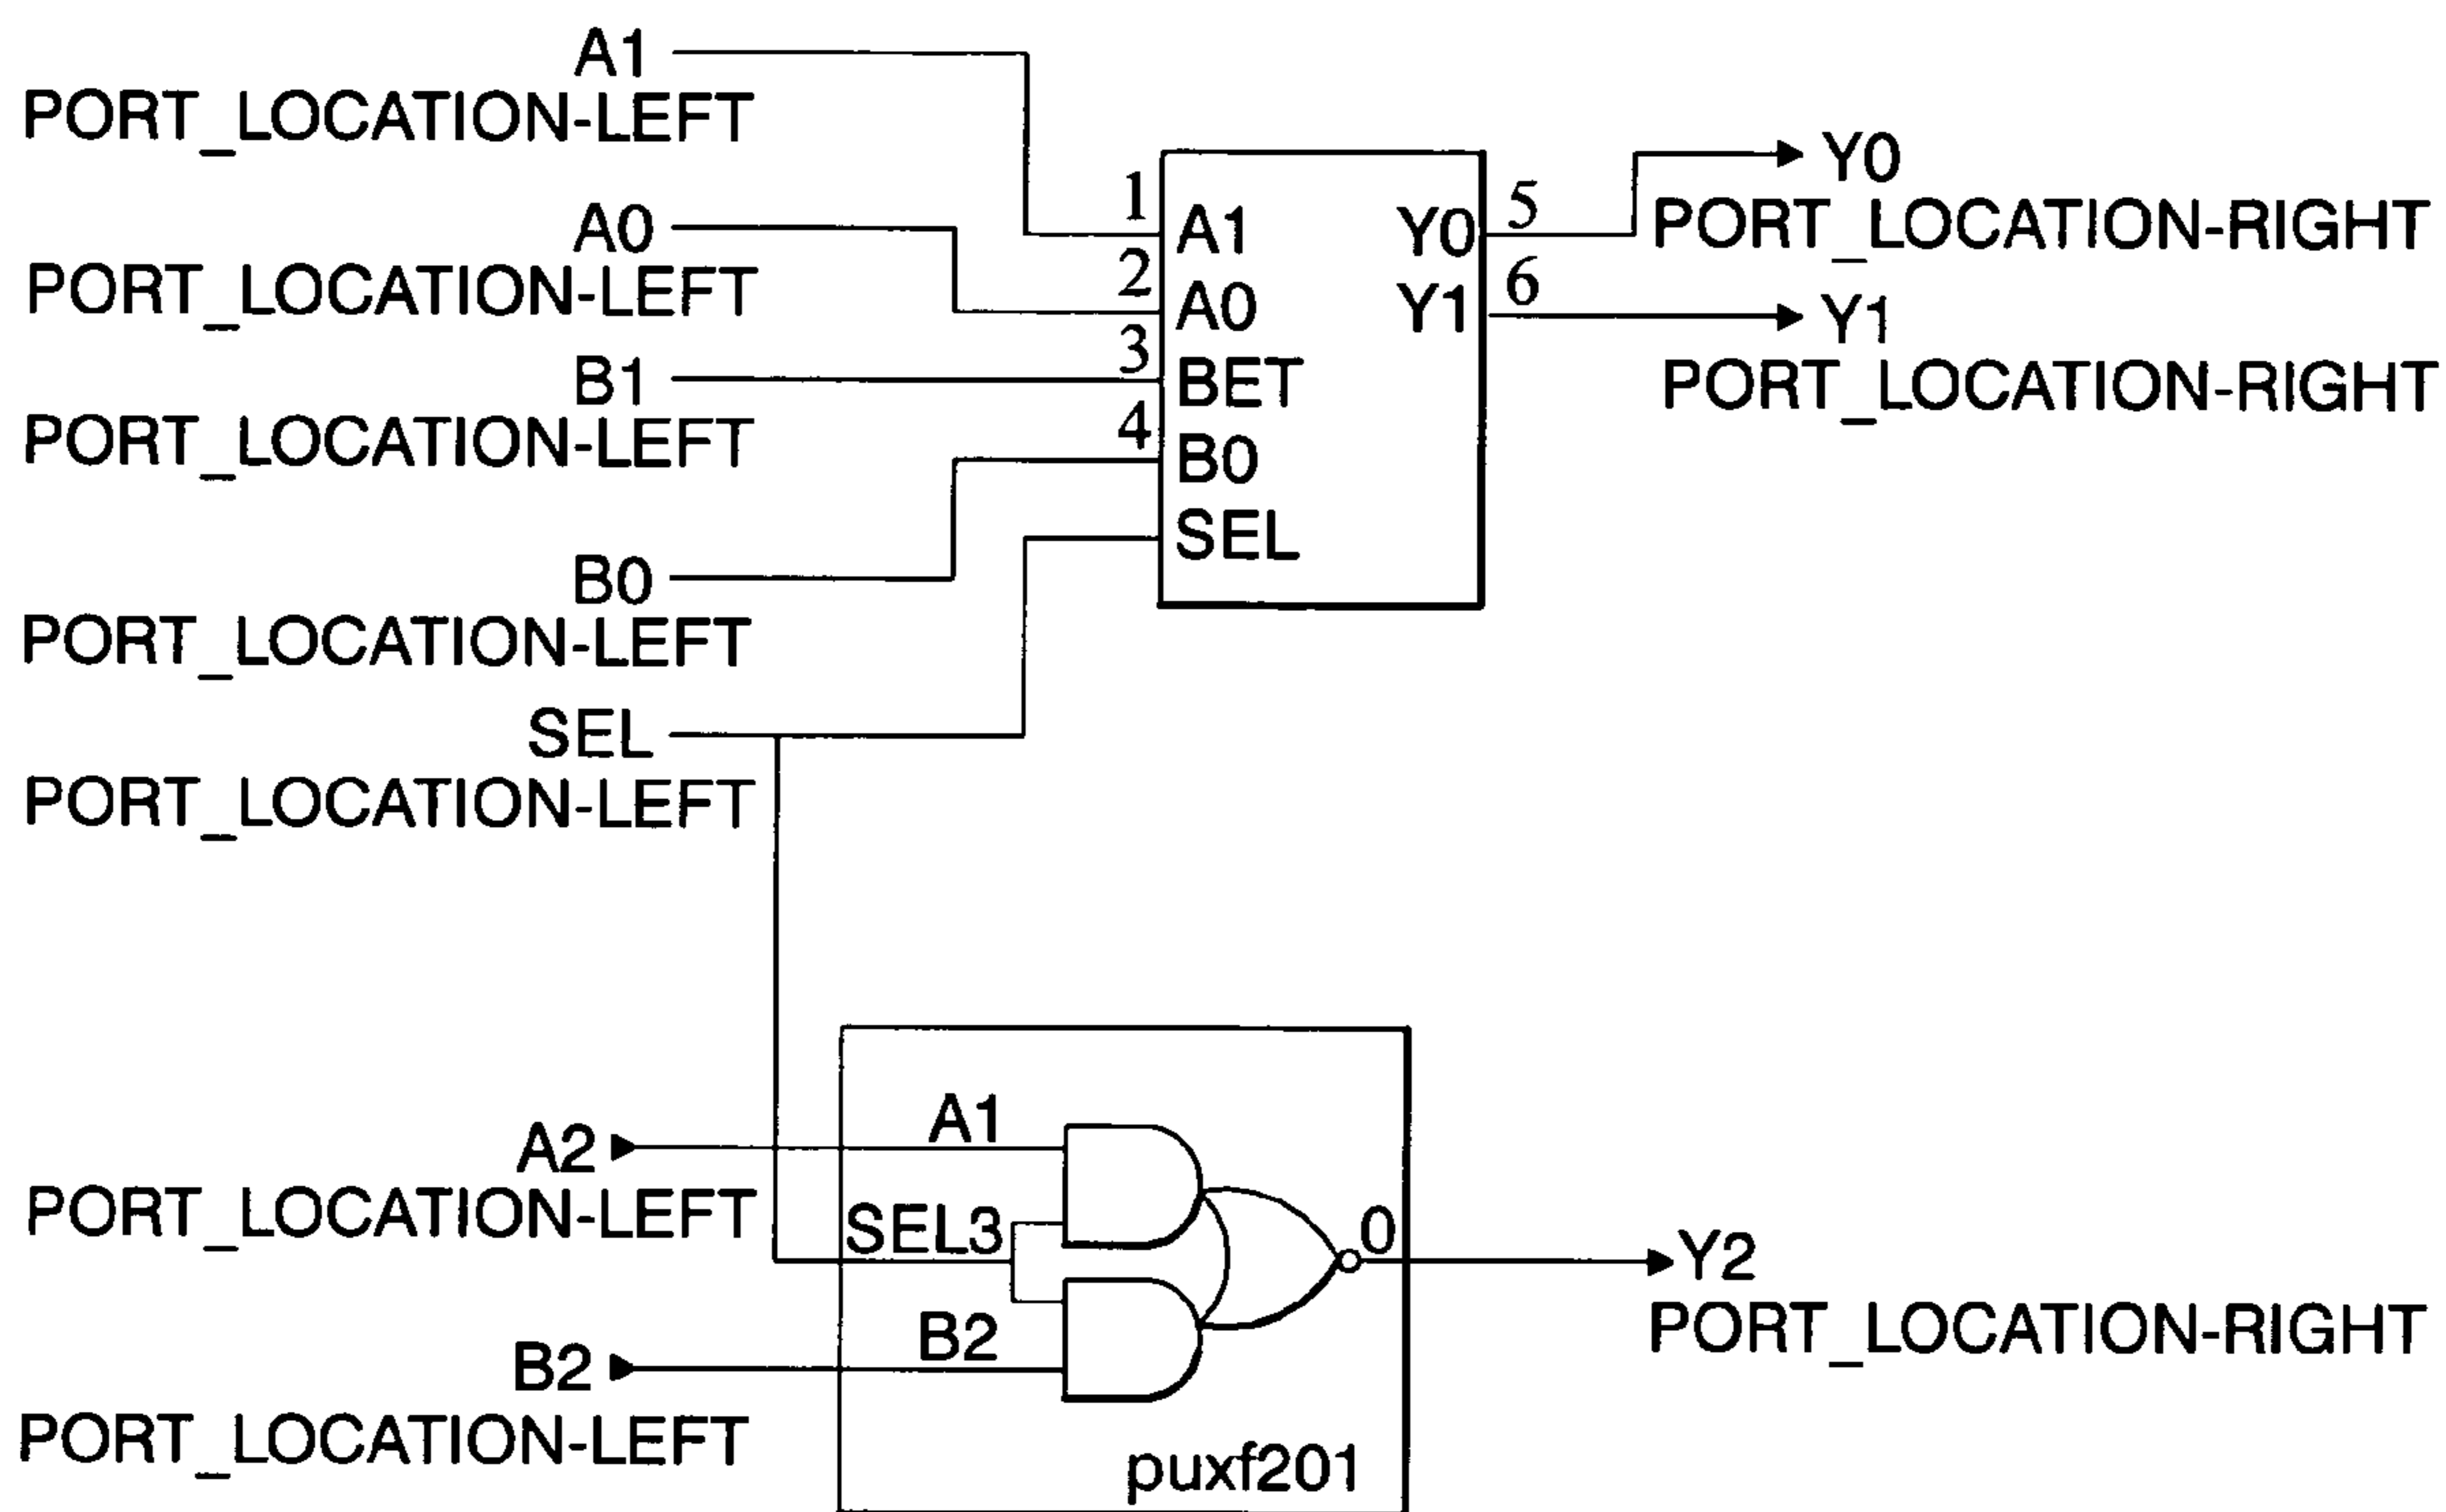 A1
PORT_LOCATION-LEFT
A0
PORT_LOCATION-LEFT
B1
PORT_LOCATION-LEFT
B0
PORT_LOCATION-LEFT
SEL
PORT_LOCATION-LEFT
1
2
3
4
A1
A0
BET
B0
SEL
Y0
Y1
5
6
Y0
PORT_LOCATION-RIGHT
Y1
PORT_LOCATION-RIGHT
A2
PORT_LOCATION-LEFT
B2
PORT_LOCATION-LEFT
A1
SEL3
B2
0
puxf201
Y2
PORT_LOCATION-RIGHT